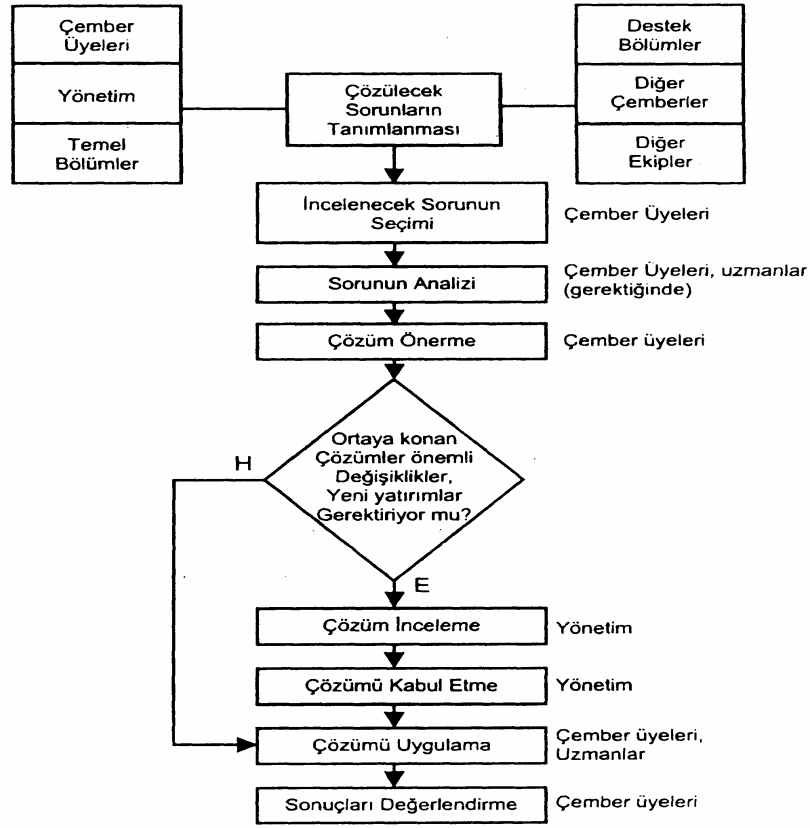 Çember
Üyeleri
Yönetim
Temel
Bölümler
Çözülecek
Sorunların
Tanımlanması
Destek
Bölümler
Diğer
Çemberler
Diğer
Ekipler
İncelenecek Sorunun
Seçimi
Çember Üyeleri
Sorunun Analizi
Çember Üyeleri, uzmanlar
(gerektiğinde)
Çözüm Önerme
Çember üyeleri
Ortaya konan
Çözümler önemli
Değişiklikler,
Yeni yatırımlar
Gerektiriyor mu?
H
E
Çözüm İnceleme
Yönetim
Çözümü Kabul Etme
Yönetim
Çözümü Uygulama
Çember üyeleri,
Uzmanlar
Sonuçları Değerlendirme
Çember üyeleri